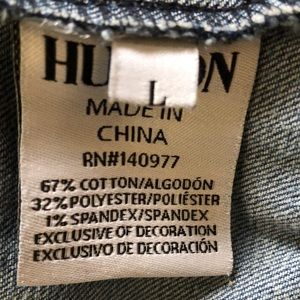 HU ON
L
MADE IN
CHINA
RN#140977
67% COTTON/ALGODÓN
32% POLYESTER/POLIÉSTER
1% SPANDEX/SPANDEX
EXCLUSIVE OF DECORATION
EXCLUSIVO DE DECORACIÓN